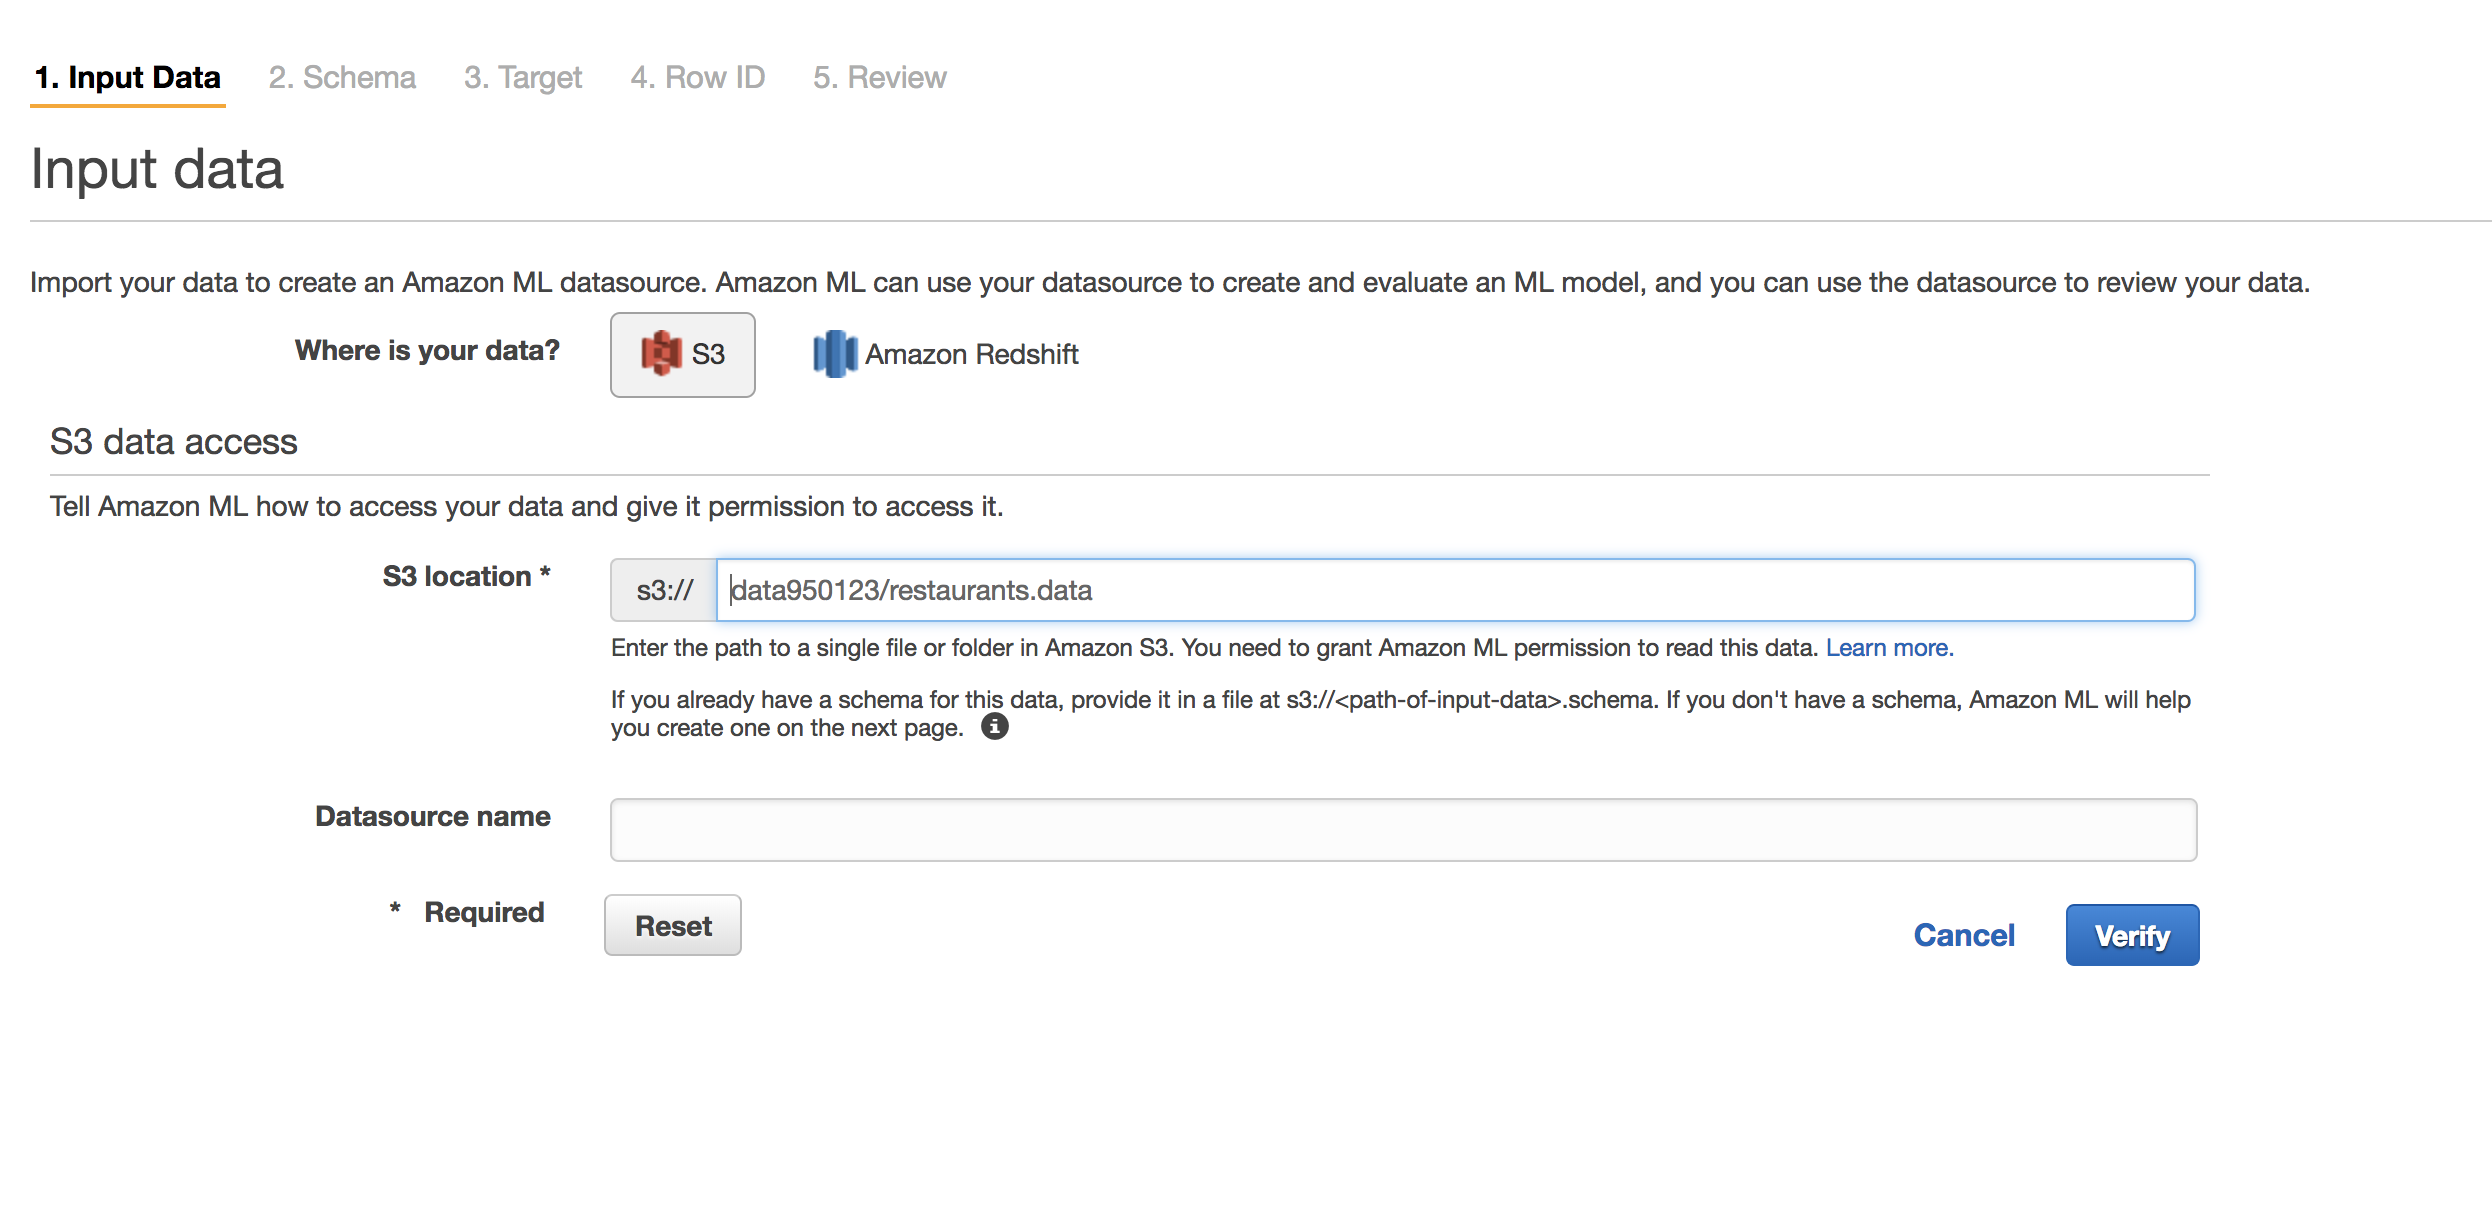 1. Input Data 2. Schema 3. Target 4. Row ID 5. Review
Input data
Import your data to create an Amazon ML datasource. Amazon ML can use your datasource to create and evaluate an ML model, and you can use the datasource to review your data.
Where is your data? S3 Amazon Redshift
S3 data access
Tell Amazon ML how to access your data and give it permission to access it.
S3 location * s3:// data950123/restaurants.data
Enter the path to a single file or folder in Amazon S3. You need to grant Amazon ML permission to read this data. Learn more.
If you already have a schema for this data, provide it in a file at s3://<path-of-input-data>.schema. If you don't have a schema, Amazon ML will help
you create one on the next page. i
Datasource name
* Required Reset Cancel Verify